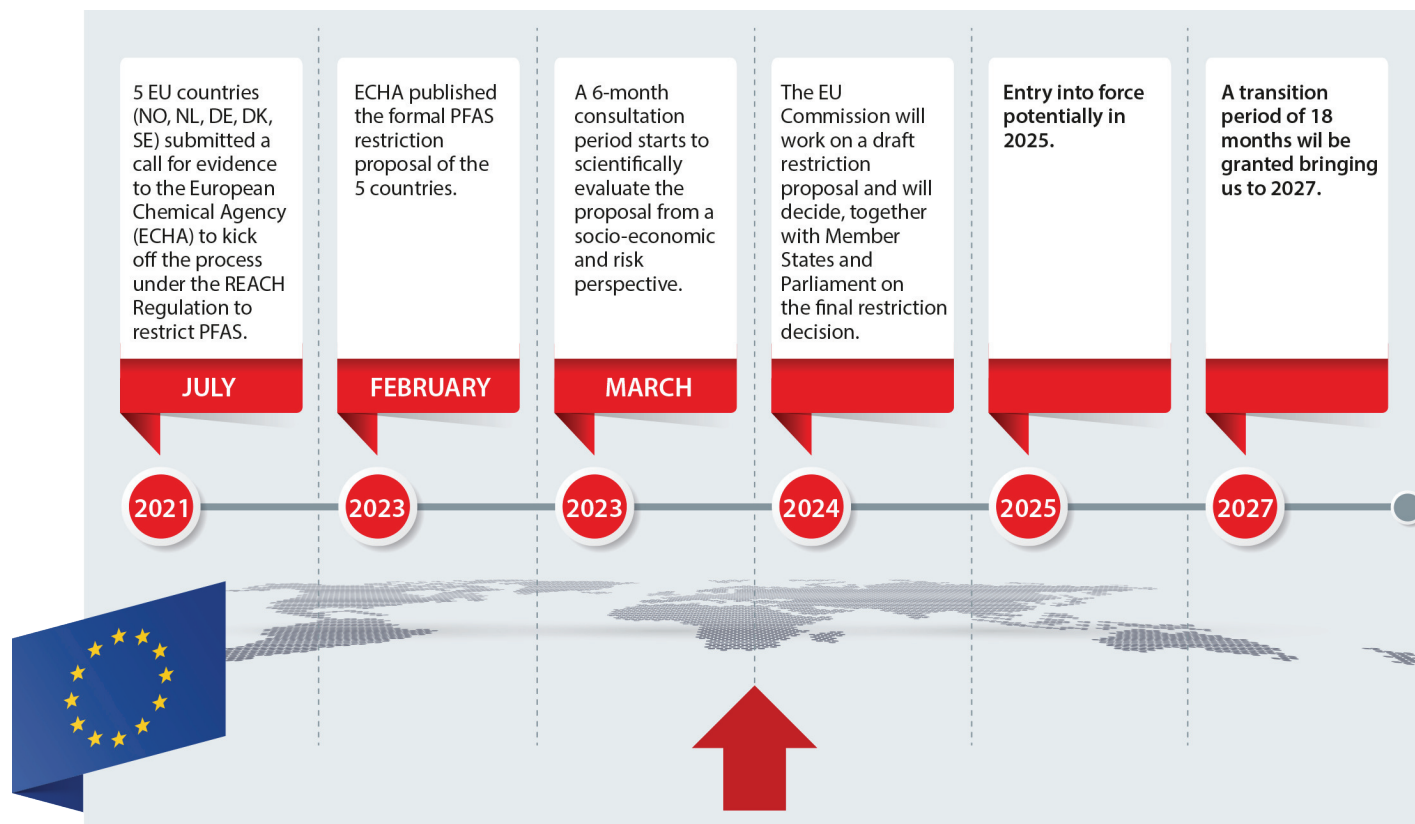 5 EU countries
(NO, NL, DE, DK,
SE) submitted a
call for evidence
to the European
Chemical Agency
(ECHA) to kick
off the process
under the REACH
Regulation to
restrict PFAS.
JULY
2021
ECHA published
the formal PFAS
restriction
proposal of the
5 countries.
FEBRUARY
2023
A 6-month
consultation
period starts to
scientifically
evaluate the
proposal from a
socio-economic
and risk
perspective.
MARCH
2023
The EU
Commission will
work on a draft
restriction
proposal and will
decide, together
with Member
States and
Parliament on
the final restriction
decision.
2024
Entry into force
potentially in
2025.
2025
A transition
period of 18
months wil be
granted bringing
us to 2027.
2027